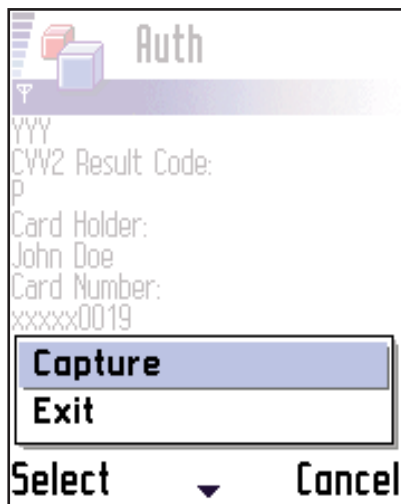 Auth
YYY
CVV2 Result Code:
P
Card Holder:
John Doe
Card Number:
xxxxx0019
Capture
Exit
Select Cancel